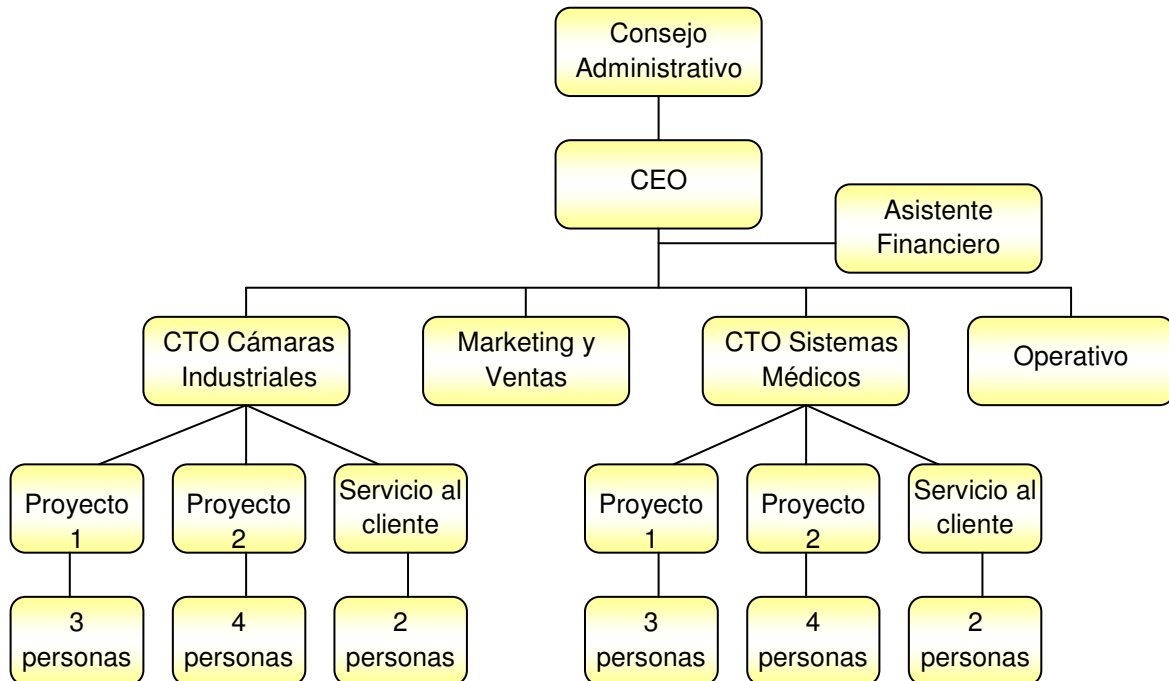 Consejo
Administrativo
CEO
Asistente
Financiero
CTO Cámaras
Industriales
Marketing y
Ventas
CTO Sistemas
Médicos
Operativo
Proyecto
1
Proyecto
2
Servicio al
cliente
Proyecto
1
Proyecto
2
Servicio al
cliente
3
personas
4
personas
2
personas
3
personas
4
personas
2
personas